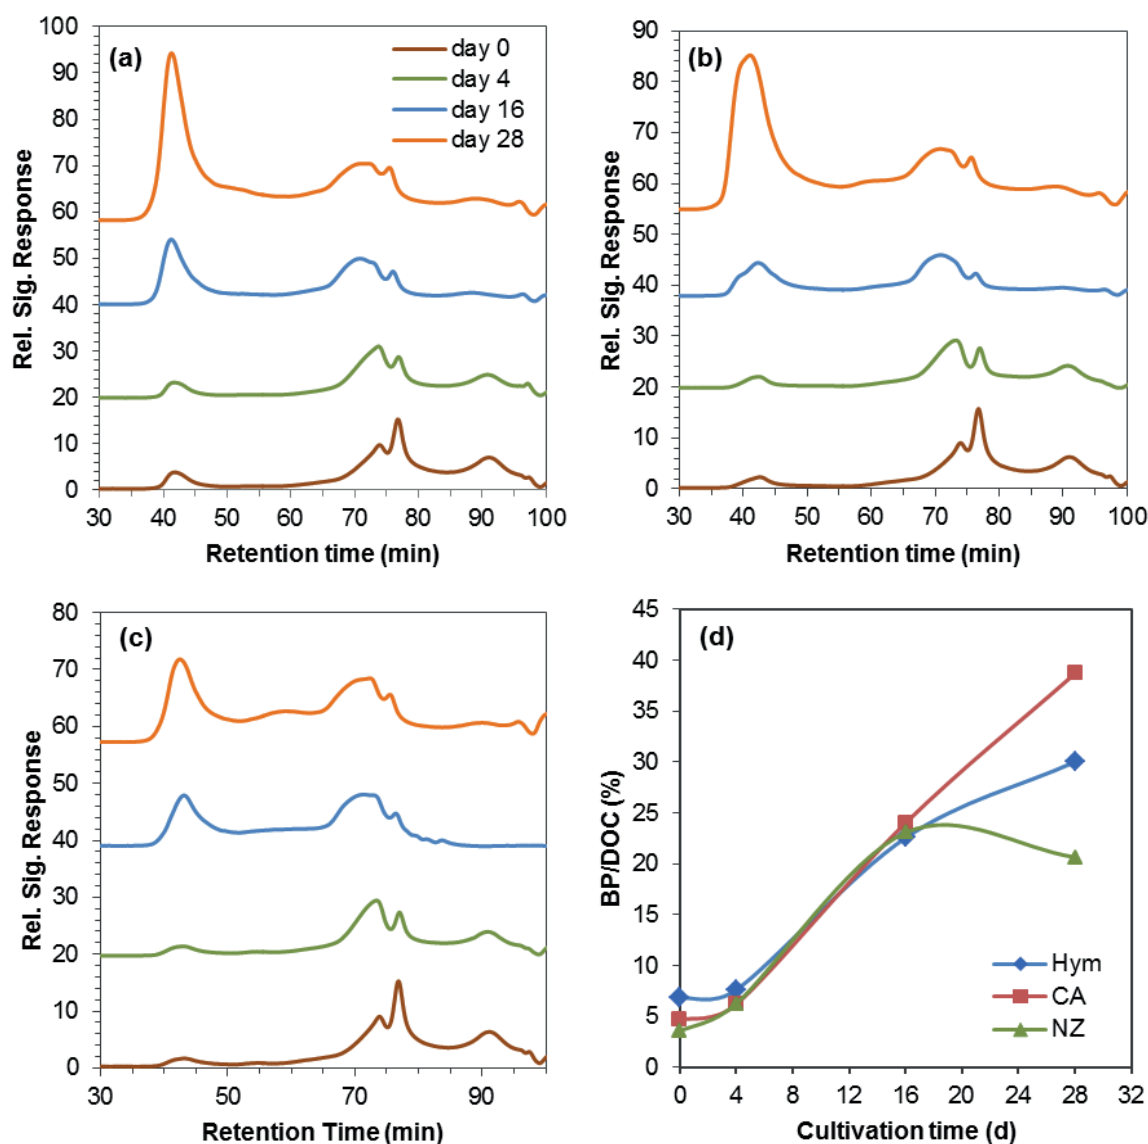 (a)
day 0
day 4
day 16
day 28
Rel. Sig. Response
100
90
80
70
60
50
40
30
20
10
0
30 40 50 60 70 80 90 100
Retention time (min)
(b)
Rel. Sig. Response
90
80
70
60
50
40
30
20
10
0
30 40 50 60 70 80 90 100
Retention time (min)
(c)
Rel. Sig. Response
80
70
60
50
40
30
20
10
0
30 50 70 90
Retention Time (min)
(d)
BP/DOC (%)
45
40
35
30
25
20
15
10
5
0
Hym
CA
NZ
0 4 8 12 16 20 24 28 32
Cultivation time (d)